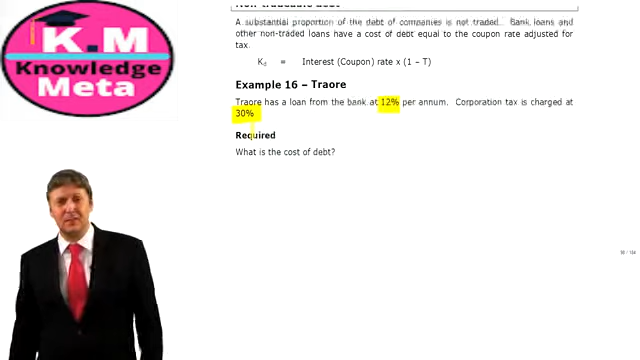 Non-tradeable debt
A substantial proportion of the debt of companies is not traded. Bank loans and
other non-traded loans have a cost of debt equal to the coupon rate adjusted for
tax.
Kd = Interest (Coupon) rate x (1 – T)
Example 16 – Traore
Traore has a loan from the bank at 12% per annum. Corporation tax is charged at
30%
Required
What is the cost of debt?
K.M
Knowledge
Meta